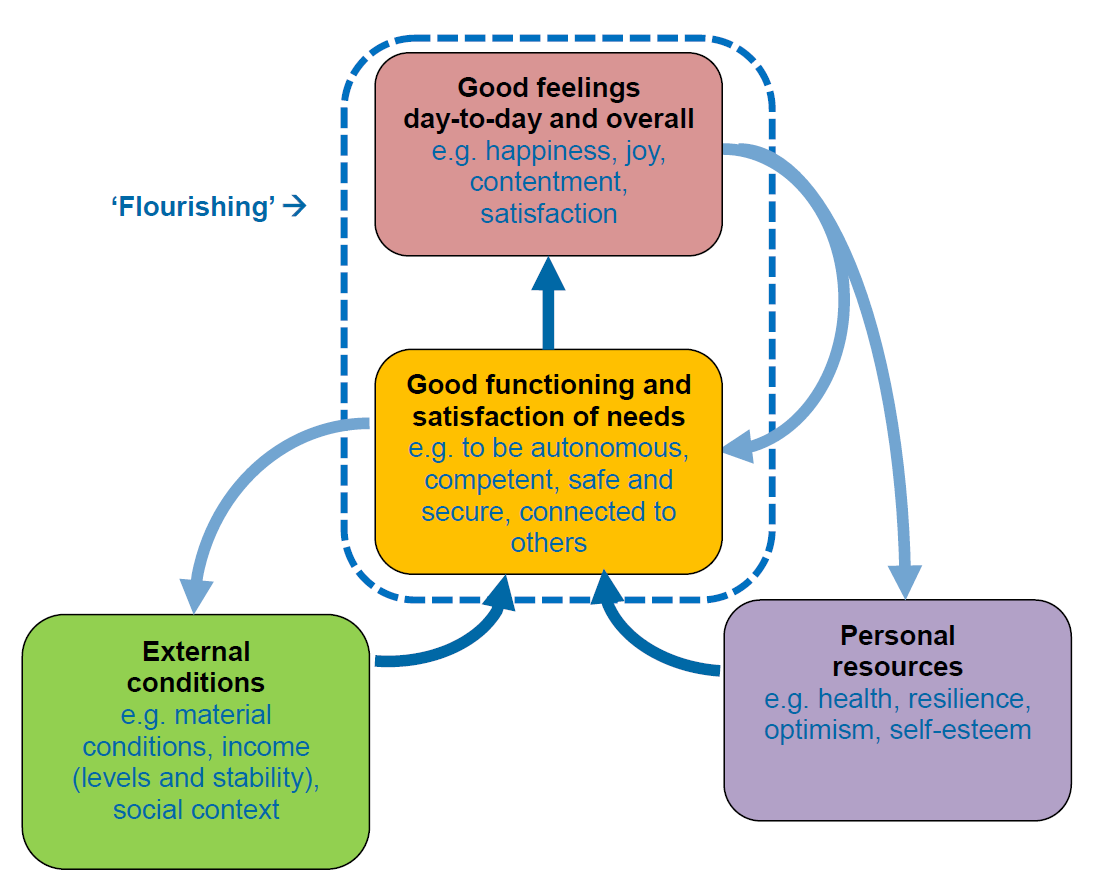 Good feelings
day-to-day and overall
e.g. happiness, joy,
contentment,
satisfaction
‘Flourishing’ →
Good functioning and
satisfaction of needs
e.g. to be autonomous,
competent, safe and
secure, connected to
others
External
conditions
e.g. material
conditions, income
(levels and stability),
social context
Personal
resources
e.g. health, resilience,
optimism, self-esteem